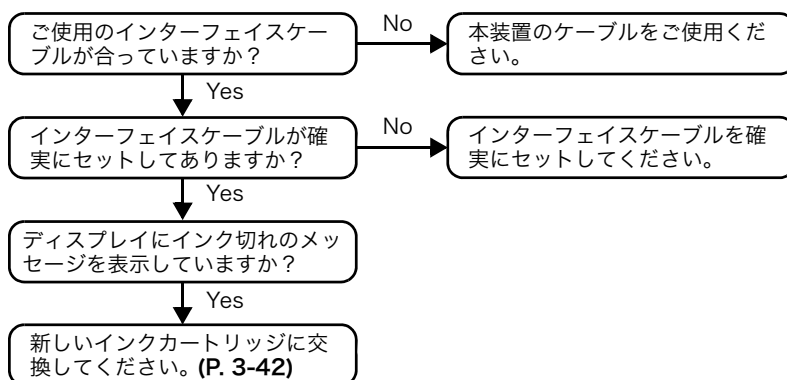 ご使用のインターフェイスケー
ブルが合っていますか？
No
本装置のケーブルをご使用くだ
さい。
Yes
インターフェイスケーブルが確
実にセットしてありますか？
No
インターフェイスケーブルを確
実にセットしてください。
Yes
ディスプレイにインク切れのメッ
セージを表示していますか？
Yes
新しいインクカートリッジに交
換してください。(P. 3-42)